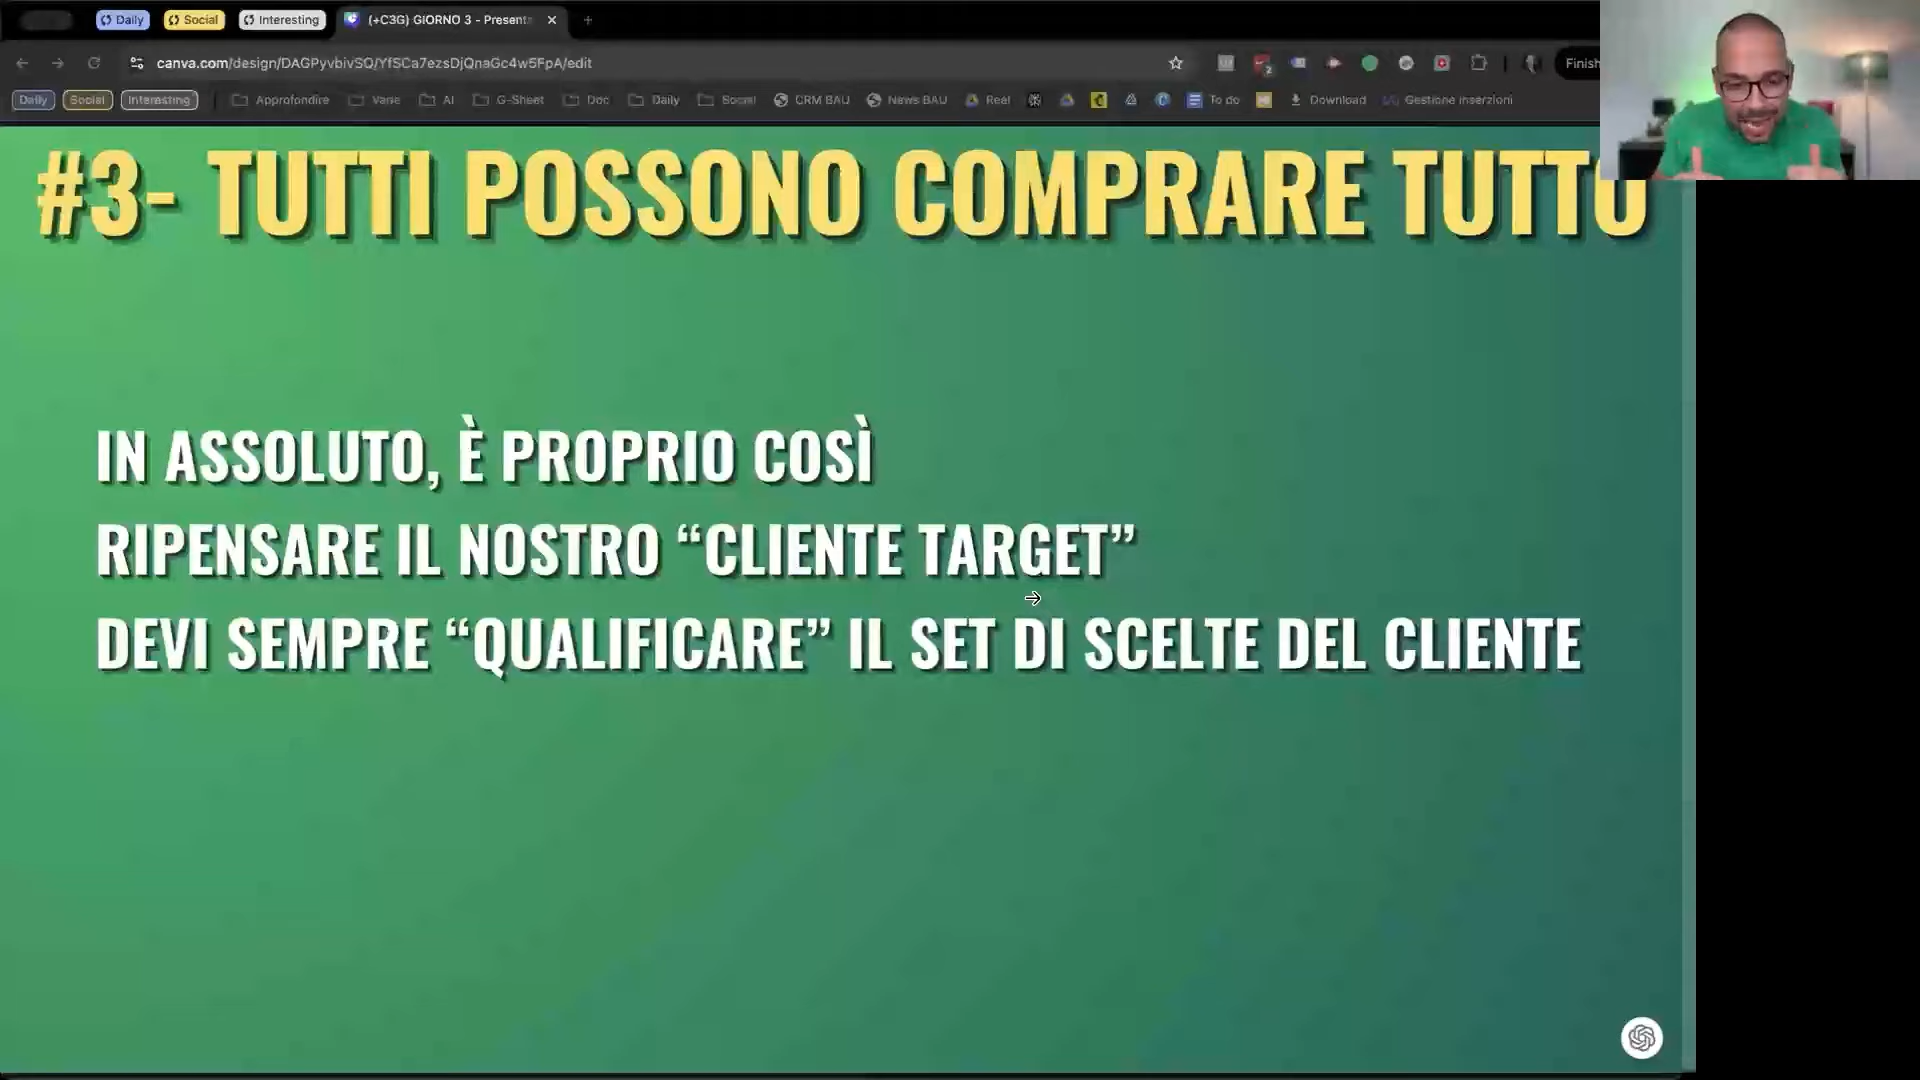 Daily
Social
Interesting
(+C3G) GIORNO 3 - Present
canva.com/design/DAGPyvbivSQ/YfSCa7ezsDjQnaGc4w5FpA/edit
Finish
Daily
Social
Interesting
Approfondire
Varie
AI
G-Sheet
Doc
Daily
Social
CRM BAU
News BAU
Real
To do
Download
Gestione inserzioni
#3- TUTTI POSSONO COMPRARE TUTTO
IN ASSOLUTO, È PROPRIO COSÌ
RIPENSARE IL NOSTRO “CLIENTE TARGET”
DEVI SEMPRE “QUALIFICARE” IL SET DI SCELTE DEL CLIENTE